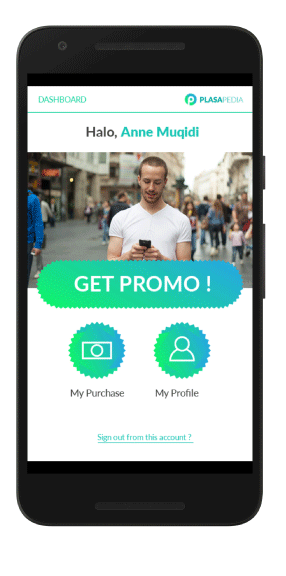 DASHBOARD
PLASAPEDIA
Halo, Anne Muqidi
GET PROMO !
My Purchase
My Profile
Sign out from this account ?